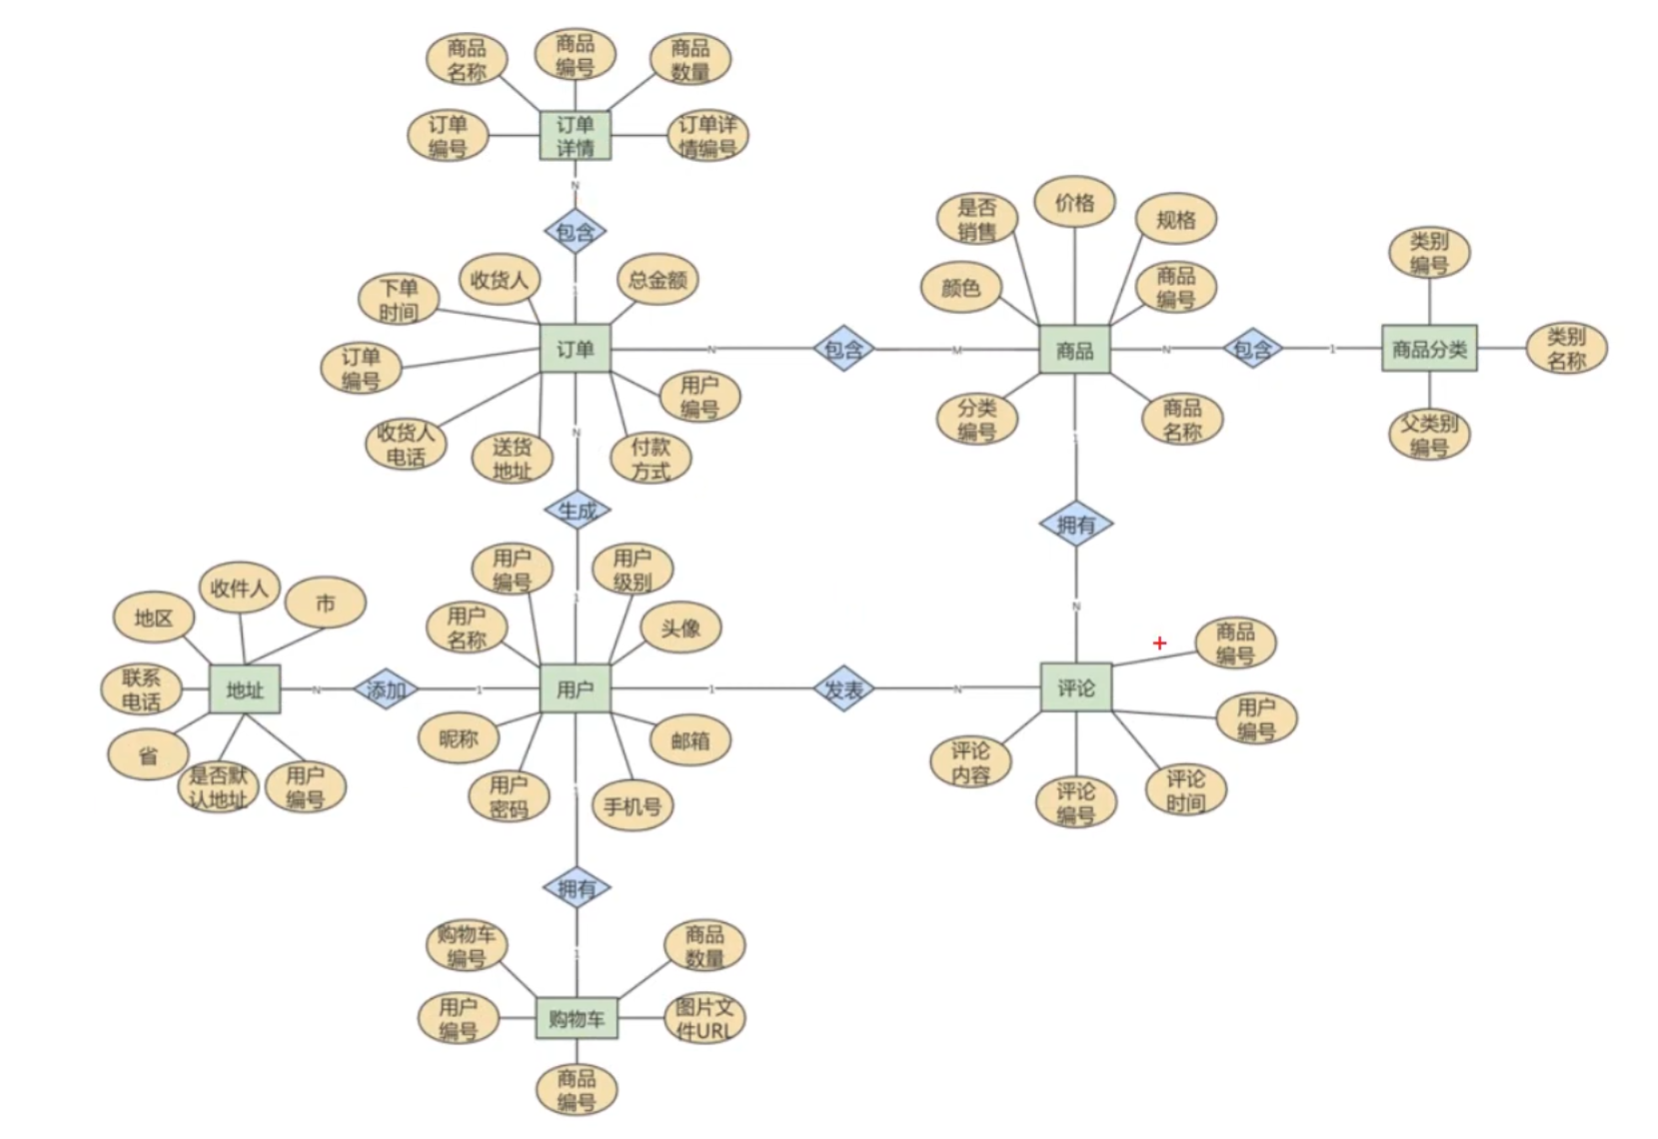 商品
名称
商品
编号
商品
数量
订单
编号
订单
详情
订单详
情编号
N
包含
1
下单
时间
收货人
总金额
订单
编号
订单
用户
编号
收货人
电话
送货
地址
付款
方式
N
包含
M
是否
销售
价格
规格
颜色
商品
编号
商品
分类
编号
商品
名称
N
包含
1
类别
编号
商品分类
类别
名称
父类别
编号
N
生成
1
1
拥有
N
用户
编号
用户
级别
用户
名称
头像
用户
昵称
邮箱
用户
密码
手机号
地区
收件人
市
联系
电话
地址
省
是否默
认地址
用户
编号
N
添加
1
1
发表
N
商品
编号
评论
用户
编号
评论
内容
评论
编号
评论
时间
1
拥有
1
购物车
编号
商品
数量
用户
编号
购物车
图片文
件URL
商品
编号